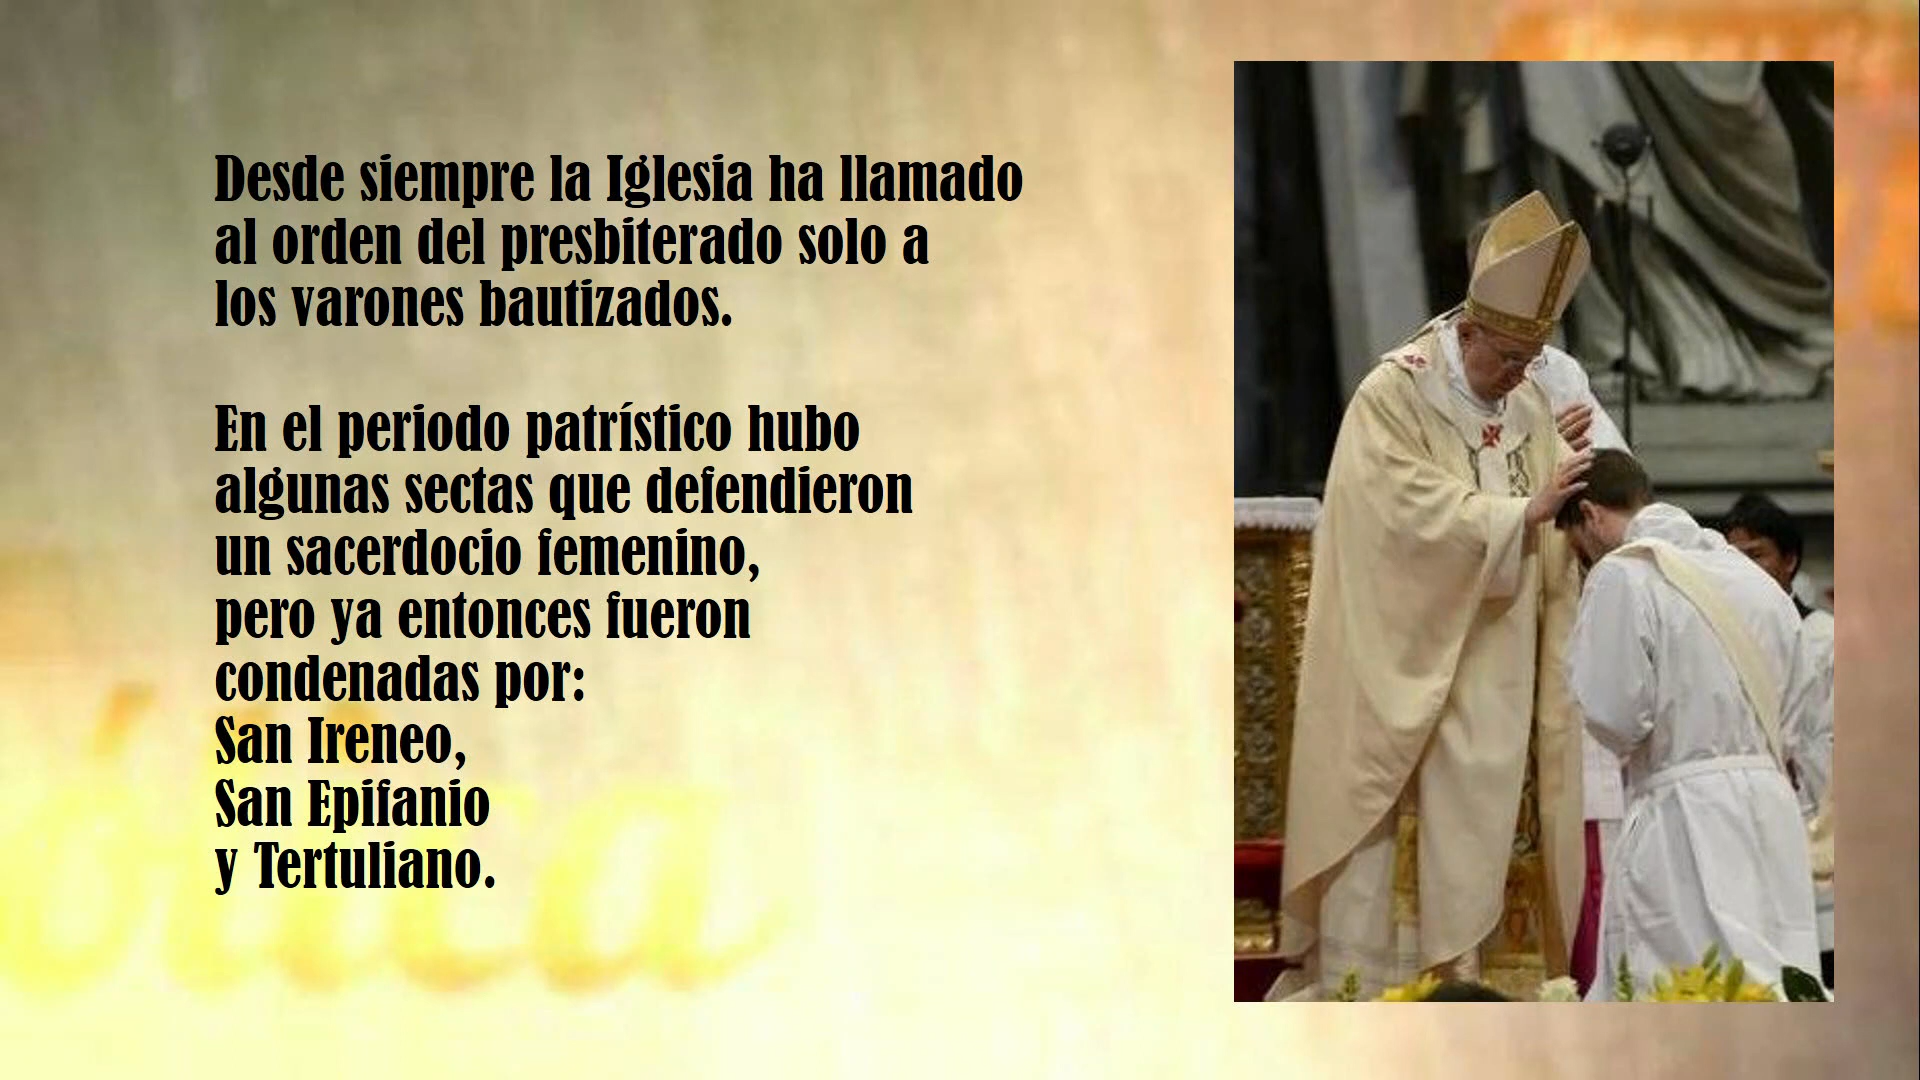 Desde siempre la Iglesia ha llamado
al orden del presbiterado solo a
los varones bautizados.
En el periodo patrístico hubo
algunas sectas que defendieron
un sacerdocio femenino,
pero ya entonces fueron
condenadas por:
San Ireneo,
San Epifanio
y Tertuliano.